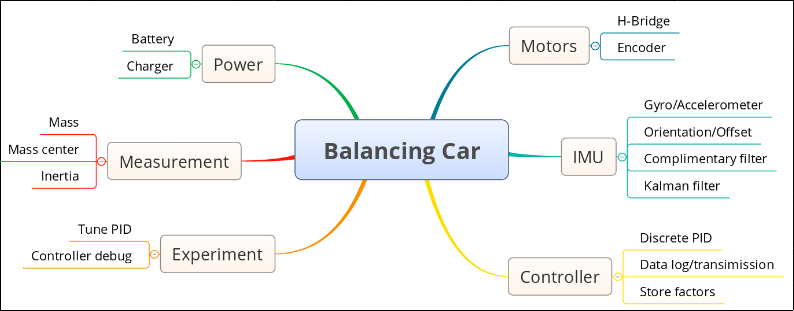 Balancing Car
Motors
H-Bridge
Encoder
IMU
Gyro/Accelerometer
Orientation/Offset
Complimentary filter
Kalman filter
Controller
Discrete PID
Data log/transimission
Store factors
Power
Battery
Charger
Measurement
Mass
Mass center
Inertia
Experiment
Tune PID
Controller debug